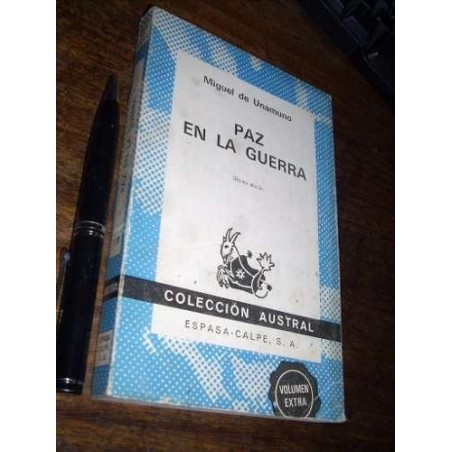 Miguel de Unamuno
PAZ
EN LA GUERRA
COLECCIÓN AUSTRAL
ESPASA-CALPE, S. A.
VOLUMEN
EXTRA